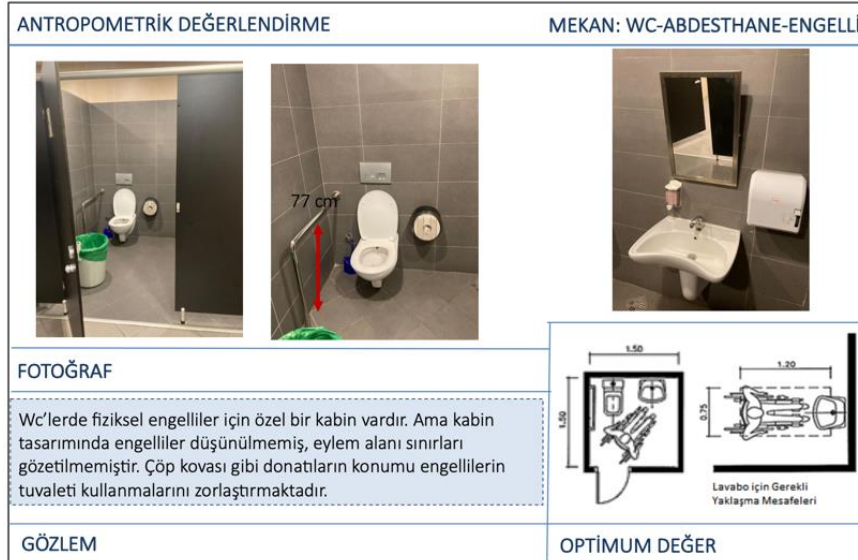 ANTROPOMETRİK DEĞERLENDİRME
MEKAN: WC-ABDESTHANE-ENGELLİ
77 cm
FOTOĞRAF
Wc'lerde fiziksel engelliler için özel bir kabin vardır. Ama kabin
tasarımında engelliler düşünülmemiş, eylem alanı sınırları
gözetilmemiştir. Çöp kovası gibi donatıların konumu engellilerin
tuvaleti kullanmalarını zorlaştırmaktadır.
1.50
1.50
1.20
0.75
Lavabo için Gerekli
Yaklaşma Mesafeleri
GÖZLEM
OPTİMUM DEĞER